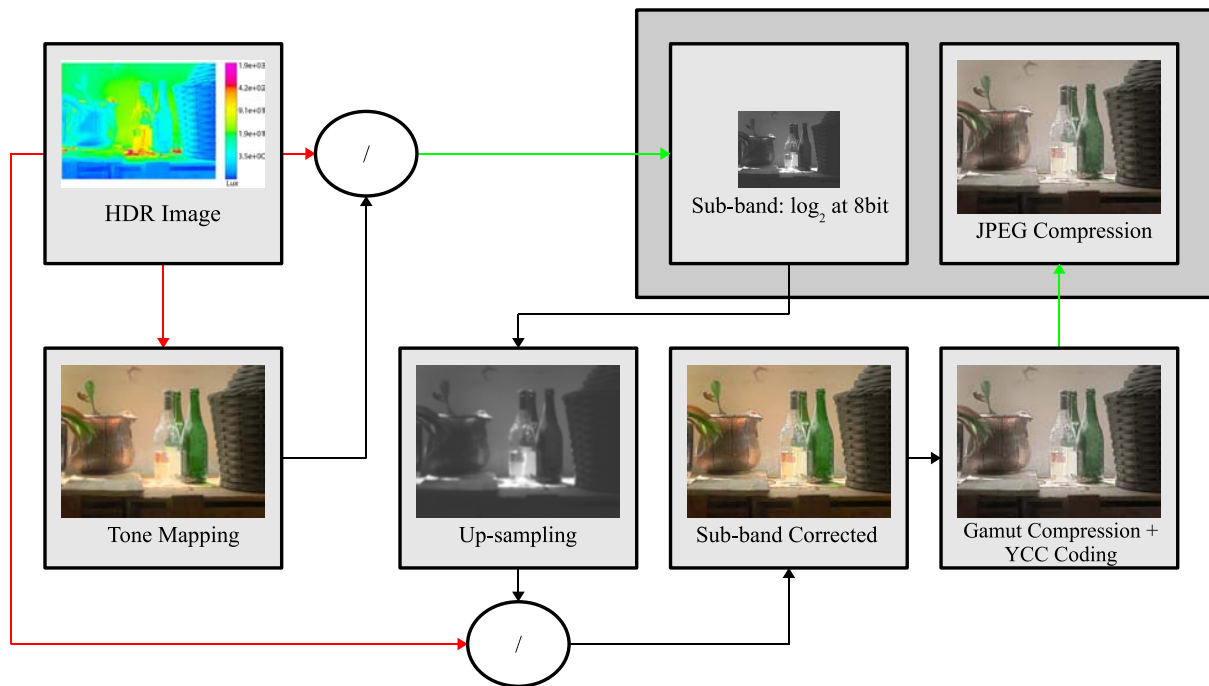 1.9e+03
4.2e+02
9.1e+01
1.9e+01
3.5e+00
Lux
HDR Image
/
Sub-band: log2 at 8bit
JPEG Compression
Tone Mapping
Up-sampling
Sub-band Corrected
Gamut Compression +
YCC Coding
/